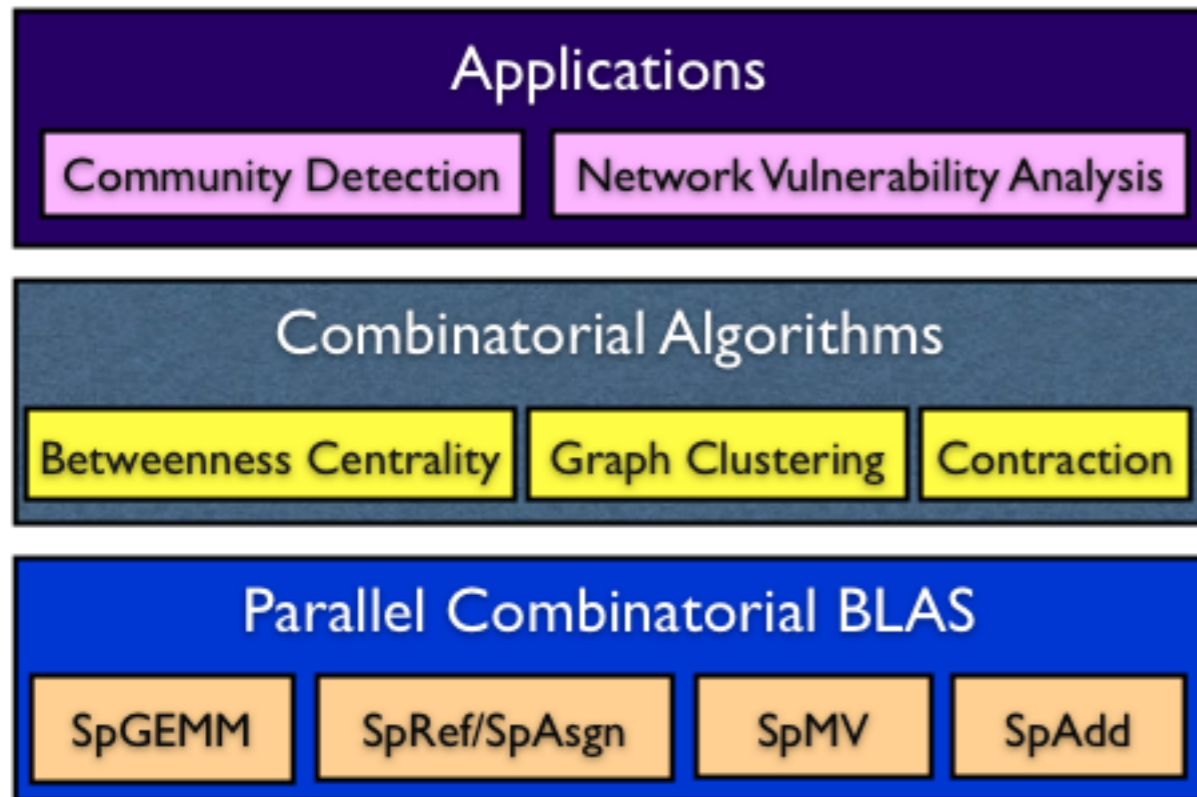 Applications
Community Detection Network Vulnerability Analysis
Combinatorial Algorithms
Betweenness Centrality Graph Clustering Contraction
Parallel Combinatorial BLAS
SpGEMM SpRef/SpAsgn SpMV SpAdd